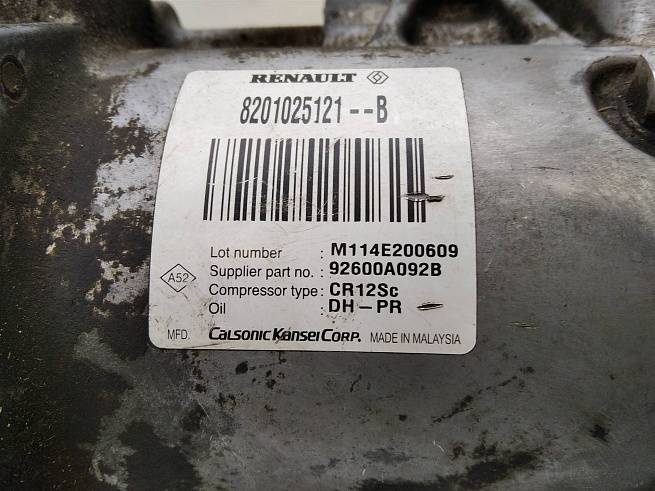 RENAULT
8201025121--B
Lot number : M114E200609
A52
Supplier part no. : 92600A092B
Compressor type : CR12Sc
Oil : DH-PR
MFD. CALSONIC KANSEI CORP. MADE IN MALAYSIA